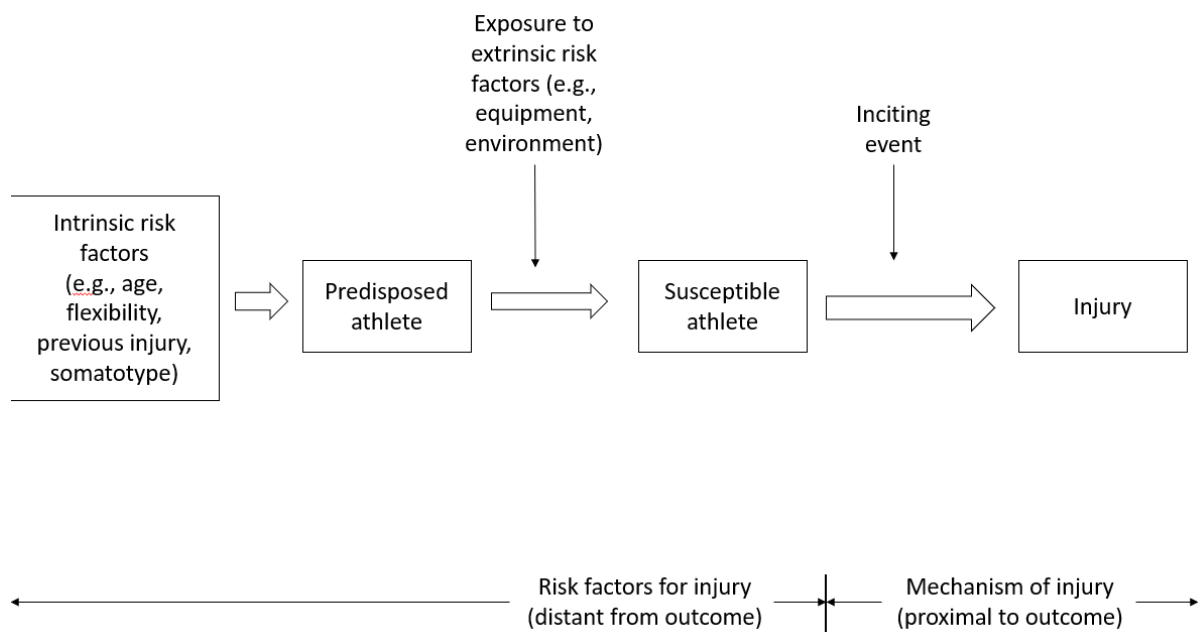 Exposure to
extrinsic risk
factors (e.g.,
equipment,
environment)
Inciting
event
Intrinsic risk
factors
(e.g., age,
flexibility,
previous injury,
somatotype)
Predisposed
athlete
Susceptible
athlete
Injury
Risk factors for injury
(distant from outcome)
Mechanism of injury
(proximal to outcome)